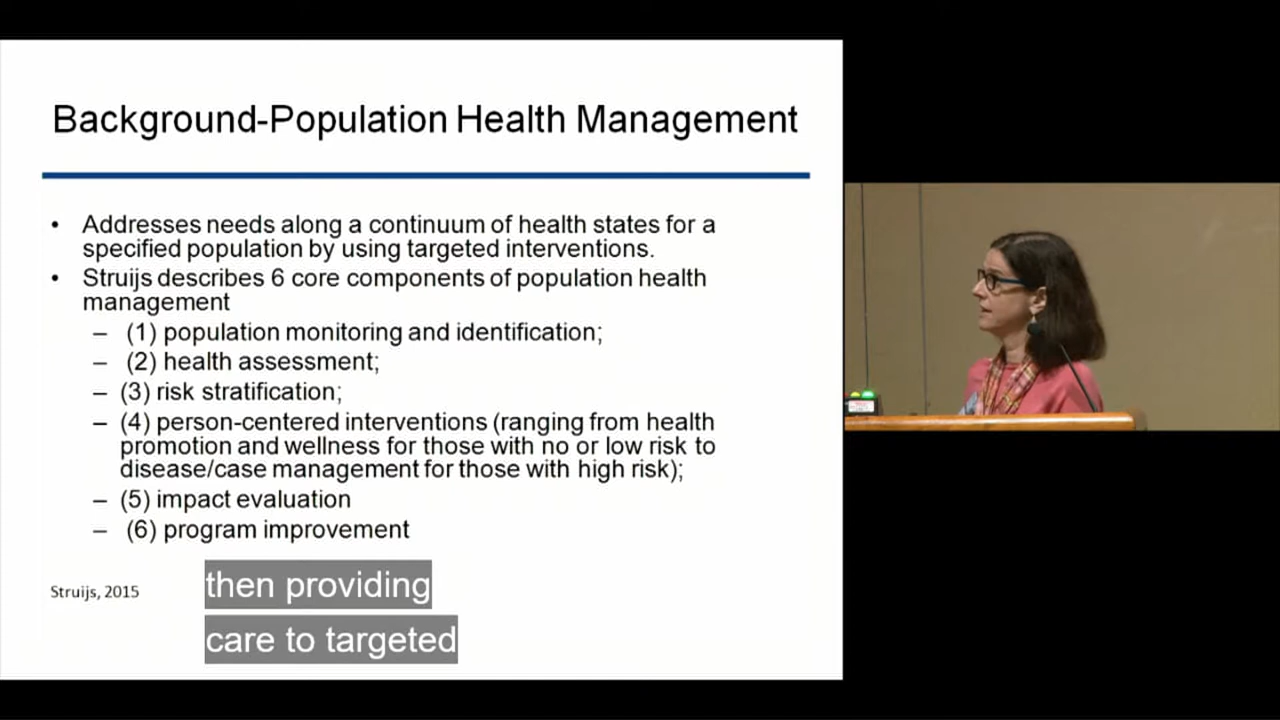 Background-Population Health Management
• Addresses needs along a continuum of health states for a
specified population by using targeted interventions.
• Struijs describes 6 core components of population health
management
– (1) population monitoring and identification;
– (2) health assessment;
– (3) risk stratification;
– (4) person-centered interventions (ranging from health
promotion and wellness for those with no or low risk to
disease/case management for those with high risk);
– (5) impact evaluation
– (6) program improvement
Struijs, 2015
then providing
care to targeted